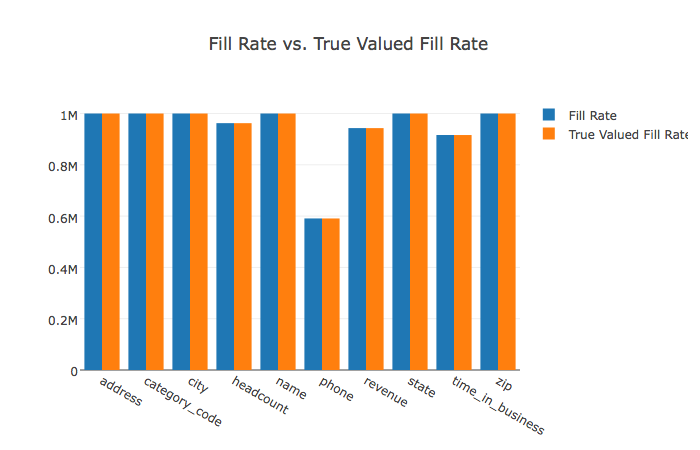 Fill Rate vs. True Valued Fill Rate
Fill Rate
True Valued Fill Rate
1M
0.8M
0.6M
0.4M
0.2M
0
address
category_code
city
headcount
name
phone
revenue
state
time_in_business
zip